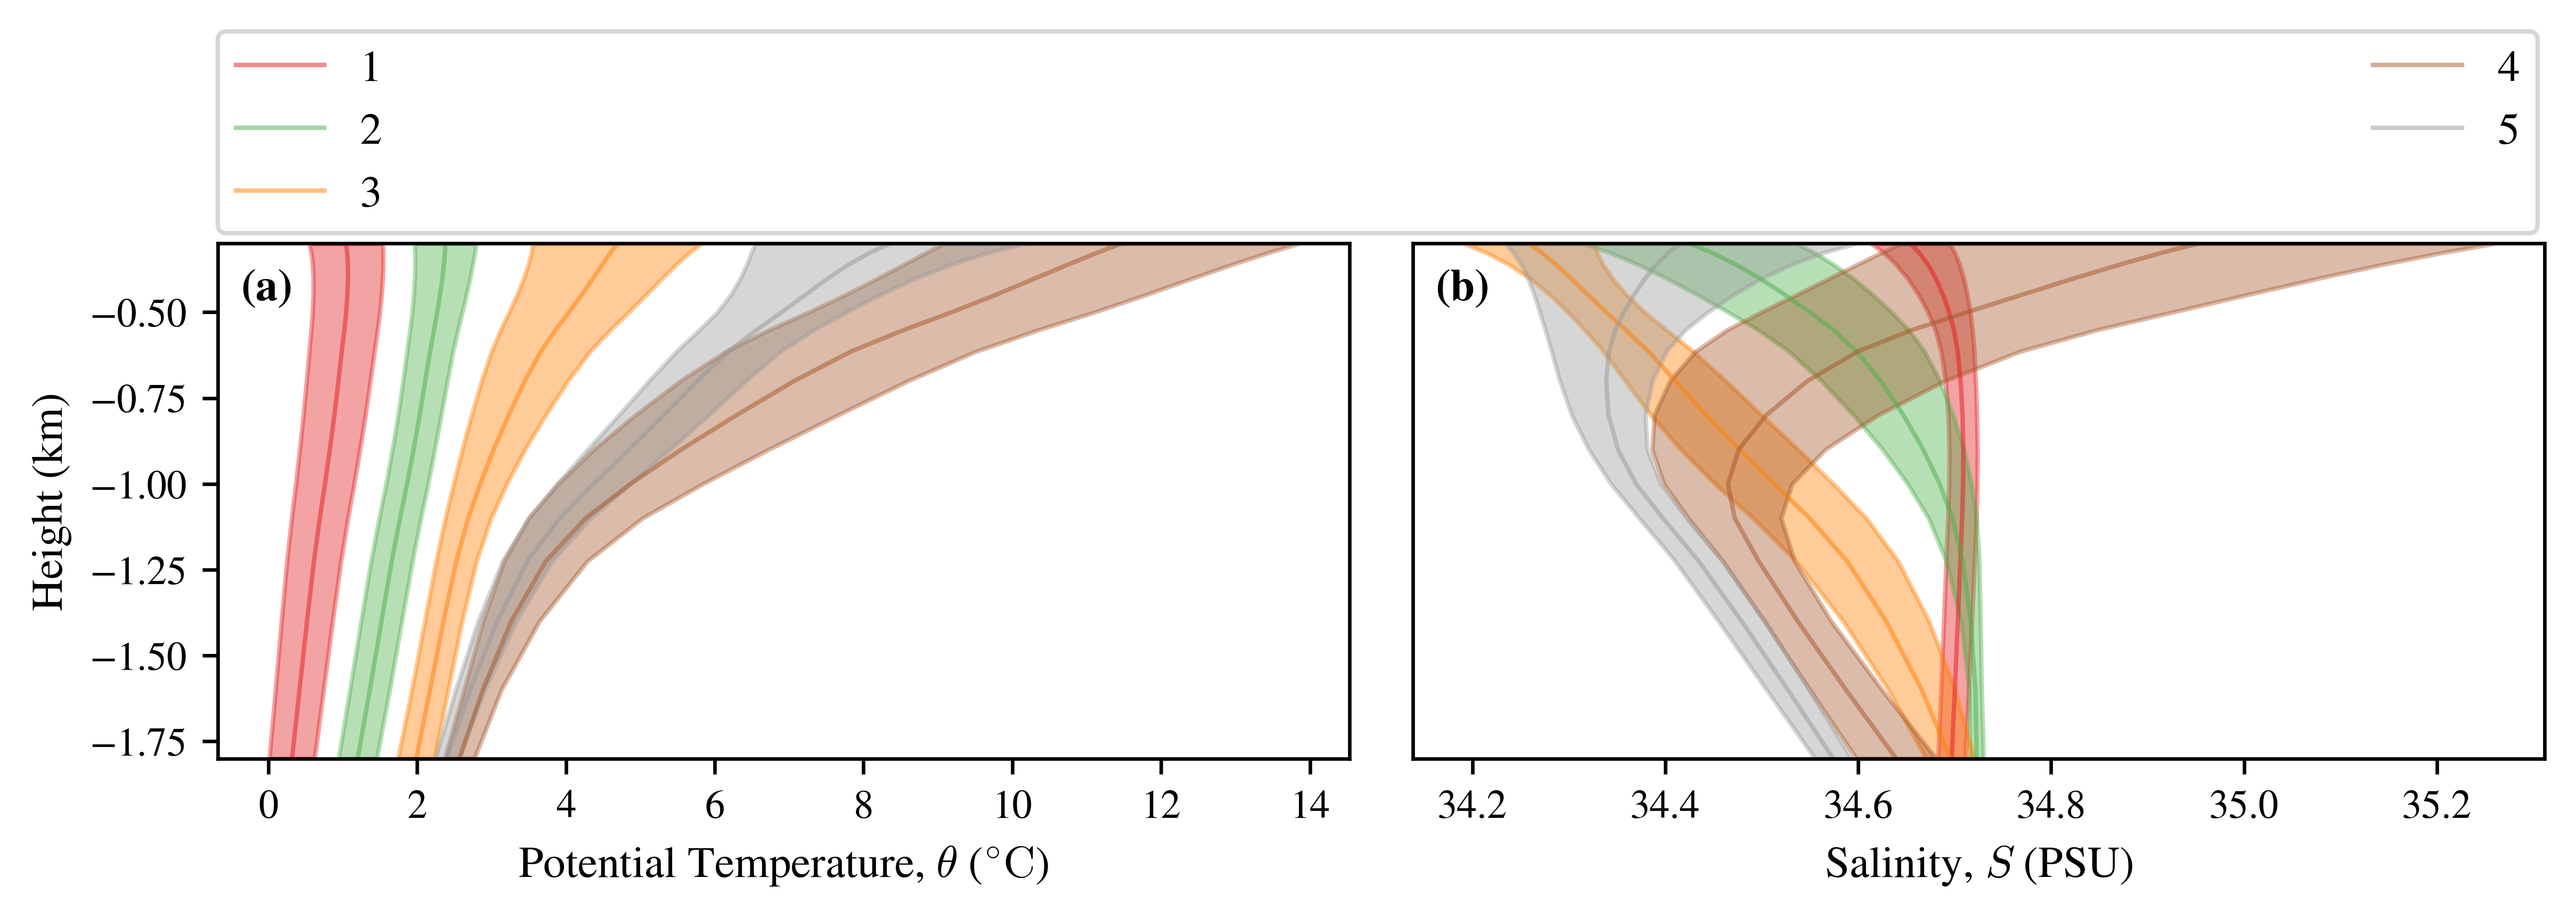 1
2
3
4
5
(a)
(b)
Height (km)
−0.50
−0.75
−1.00
−1.25
−1.50
−1.75
0 2 4 6 8 10 12 14
Potential Temperature, θ (°C)
34.2 34.4 34.6 34.8 35.0 35.2
Salinity, S (PSU)